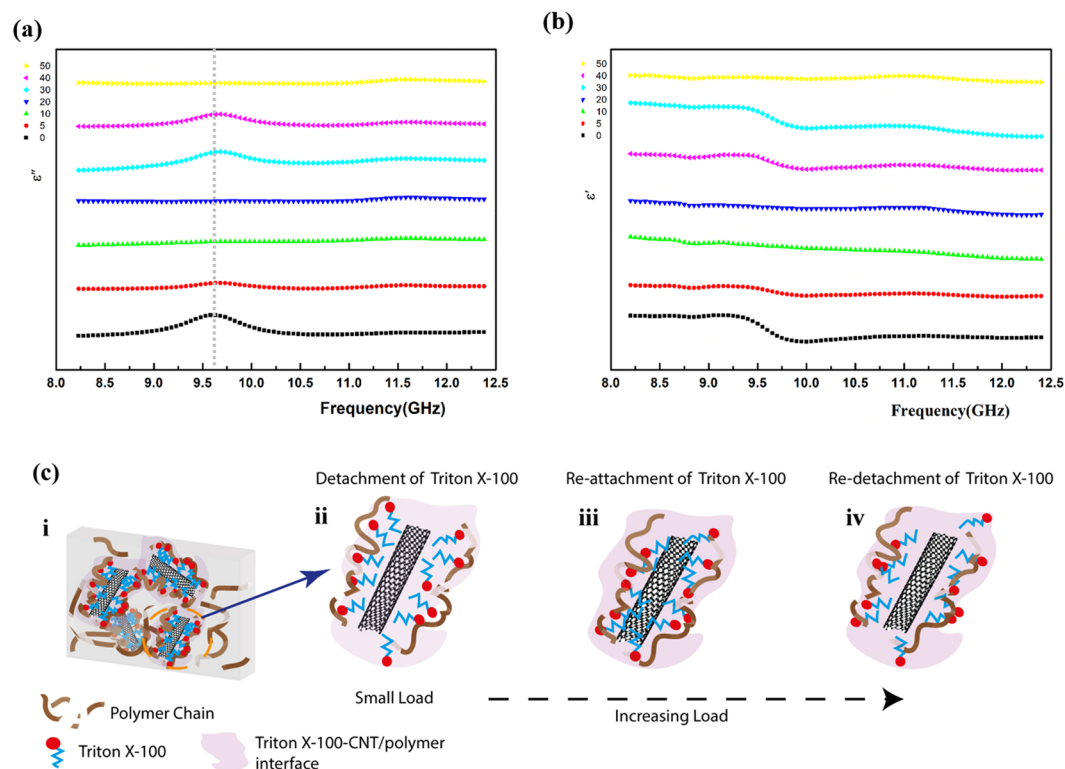 (a)
50
40
30
20
10
5
0
ε″
8.0 8.5 9.0 9.5 10.0 10.5 11.0 11.5 12.0 12.5
Frequency(GHz)
(b)
50
40
30
20
10
5
0
ε′
8.0 8.5 9.0 9.5 10.0 10.5 11.0 11.5 12.0 12.5
Frequency(GHz)
(c)
i
Detachment of Triton X-100
ii
Re-attachment of Triton X-100
iii
Re-detachment of Triton X-100
iv
Small Load
Increasing Load
Polymer Chain
Triton X-100
Triton X-100-CNT/polymer
interface